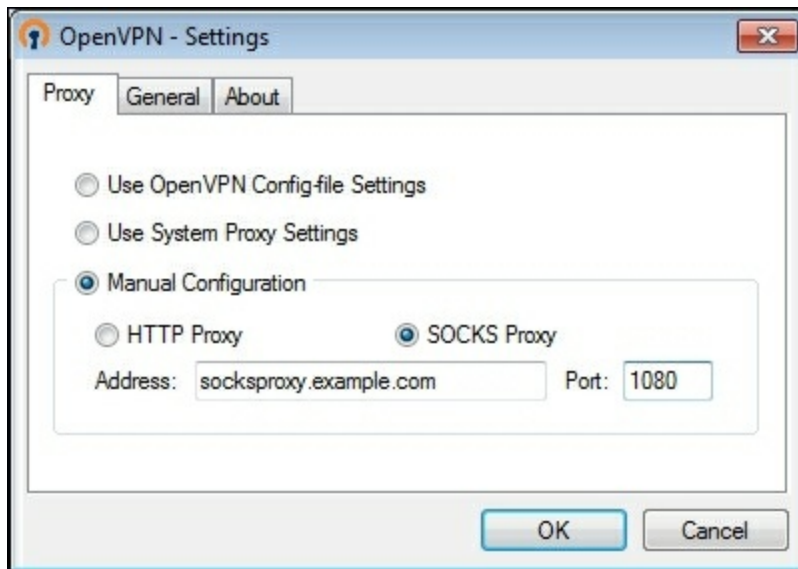 OpenVPN - Settings
Proxy General About
Use OpenVPN Config-file Settings
Use System Proxy Settings
Manual Configuration
HTTP Proxy SOCKS Proxy
Address: socksproxy.example.com Port: 1080
OK Cancel